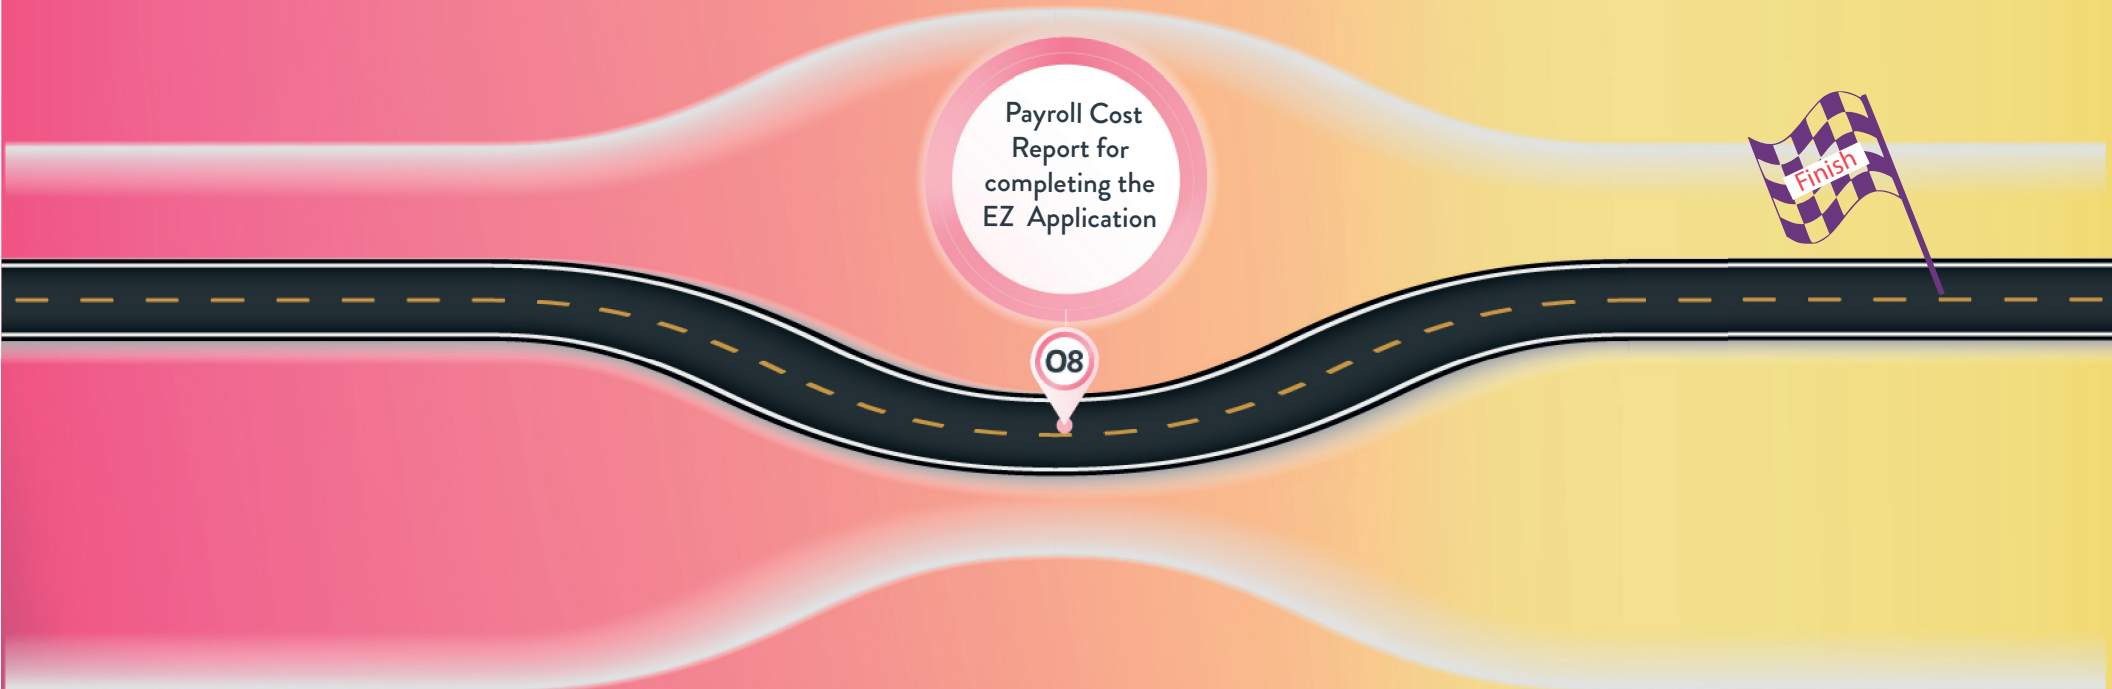 Payroll Cost
Report for
completing the
EZ Application
Finish
08